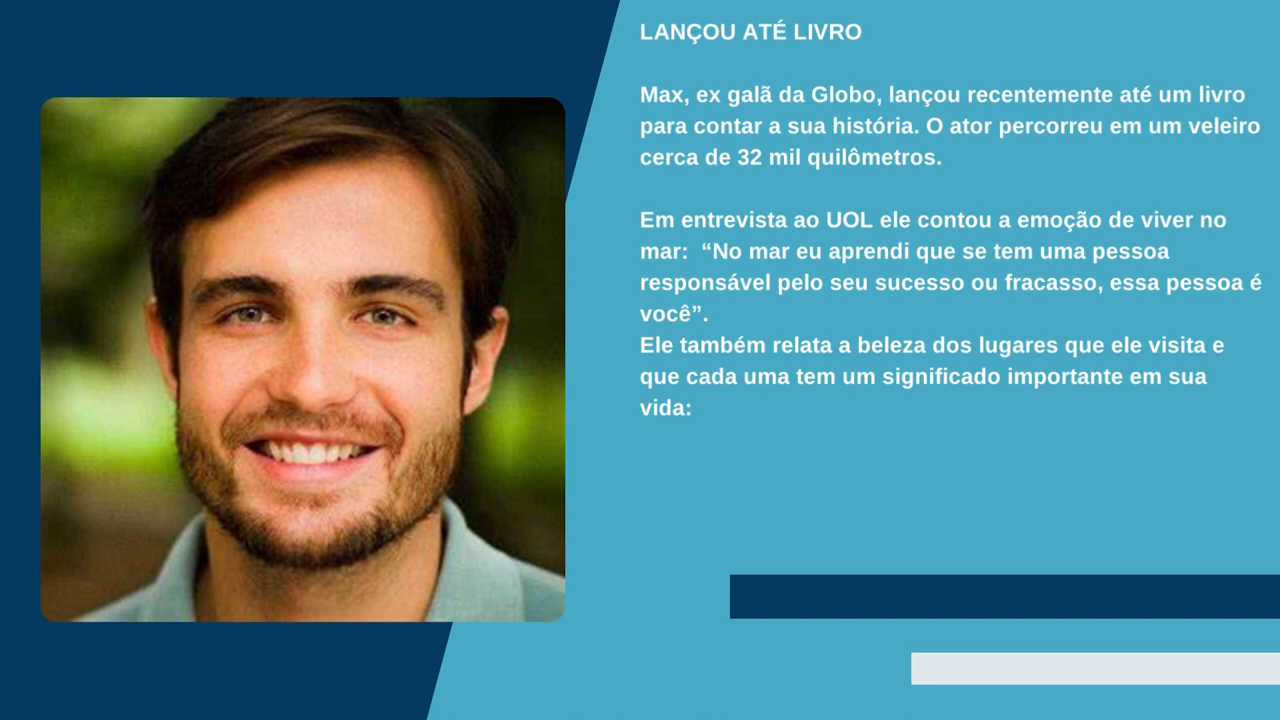 LANÇOU ATÉ LIVRO
Max, ex galã da Globo, lançou recentemente até um livro
para contar a sua história. O ator percorreu em um veleiro
cerca de 32 mil quilômetros.
Em entrevista ao UOL ele contou a emoção de viver no
mar:  “No mar eu aprendi que se tem uma pessoa
responsável pelo seu sucesso ou fracasso, essa pessoa é
você”.
Ele também relata a beleza dos lugares que ele visita e
que cada uma tem um significado importante em sua
vida: